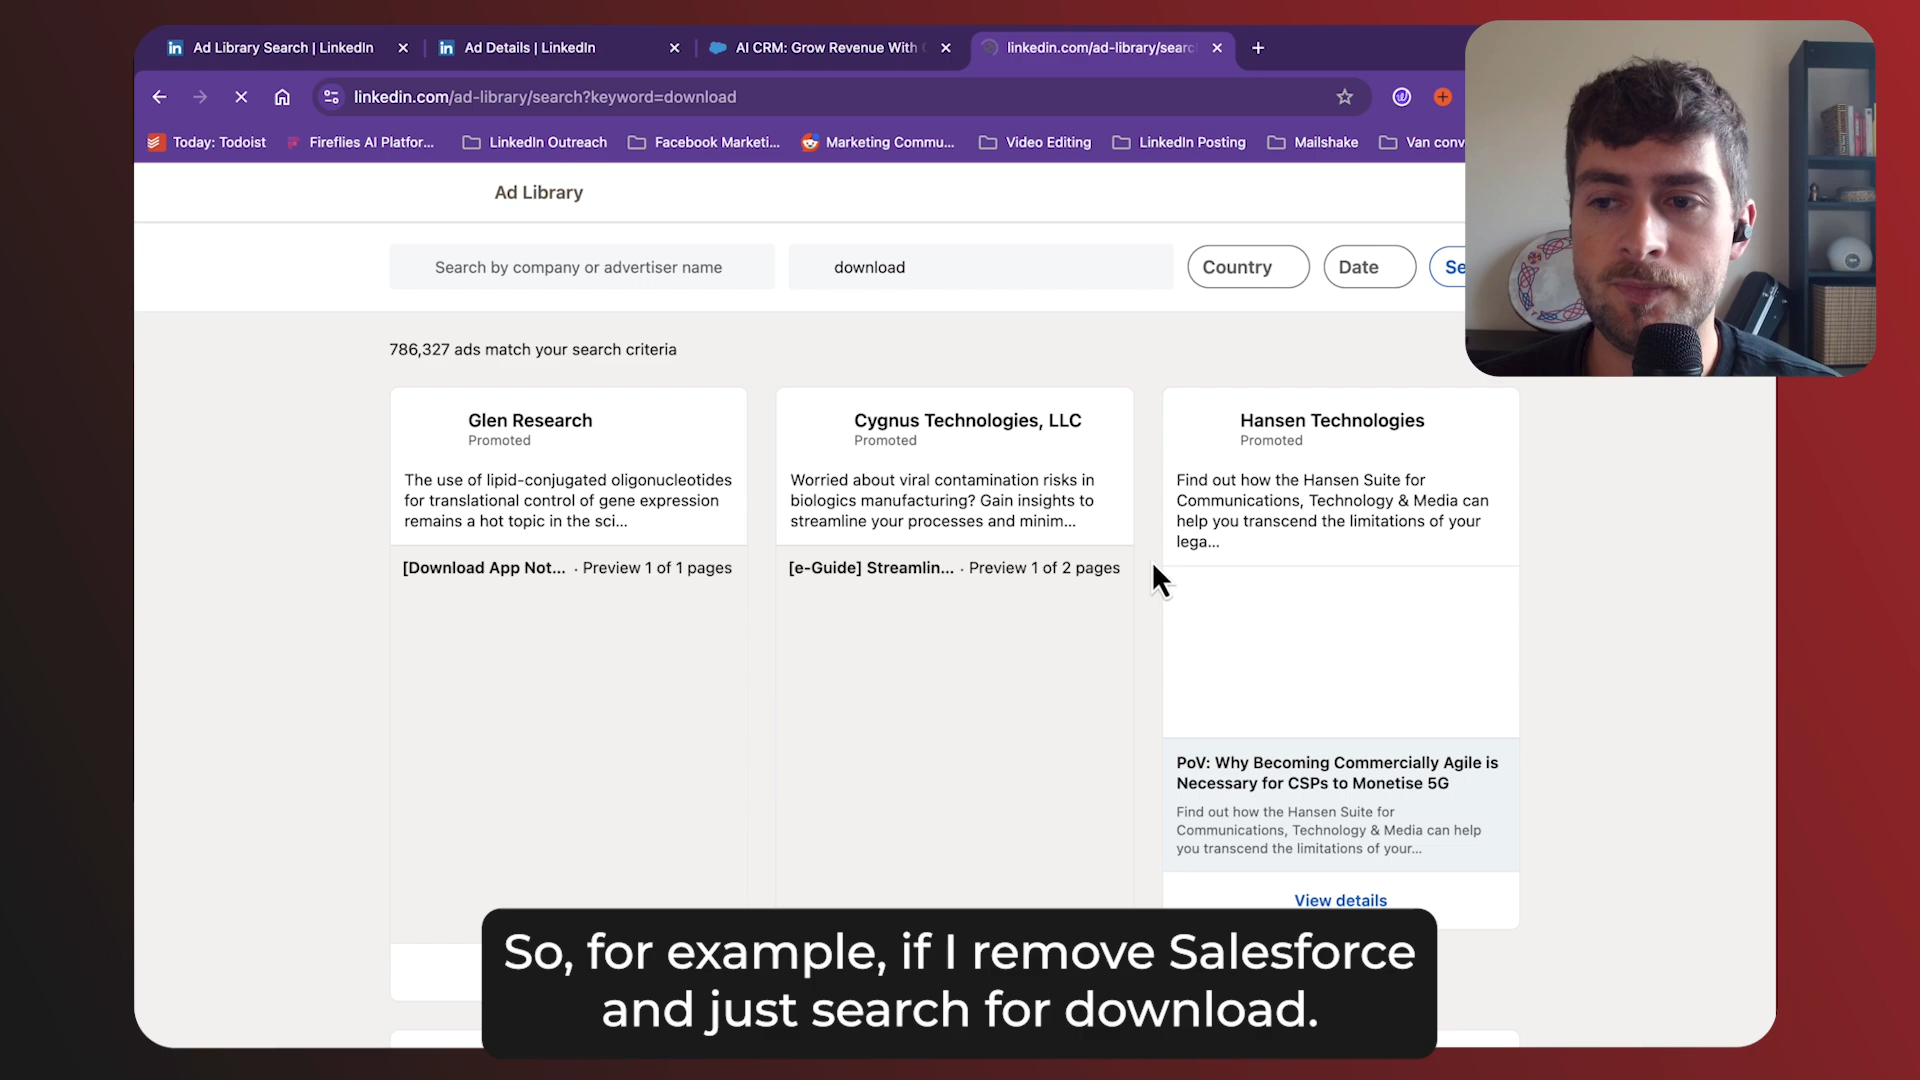 Ad Library Search | LinkedIn
Ad Details | LinkedIn
AI CRM: Grow Revenue With
linkedin.com/ad-library/searc
linkedin.com/ad-library/search?keyword=download
Today: Todoist
Fireflies AI Platfor...
LinkedIn Outreach
Facebook Marketi...
Marketing Commu...
Video Editing
LinkedIn Posting
Mailshake
Van conv
Ad Library
Search by company or advertiser name
download
Country
Date
Se
786,327 ads match your search criteria
Glen Research
Promoted
The use of lipid-conjugated oligonucleotides
for translational control of gene expression
remains a hot topic in the sci...
[Download App Not... · Preview 1 of 1 pages
Cygnus Technologies, LLC
Promoted
Worried about viral contamination risks in
biologics manufacturing? Gain insights to
streamline your processes and minim...
[e-Guide] Streamlin... · Preview 1 of 2 pages
Hansen Technologies
Promoted
Find out how the Hansen Suite for
Communications, Technology & Media can
help you transcend the limitations of your
lega...
PoV: Why Becoming Commercially Agile is
Necessary for CSPs to Monetise 5G
Find out how the Hansen Suite for
Communications, Technology & Media can help
you transcend the limitations of your...
View details
So, for example, if I remove Salesforce
and just search for download.